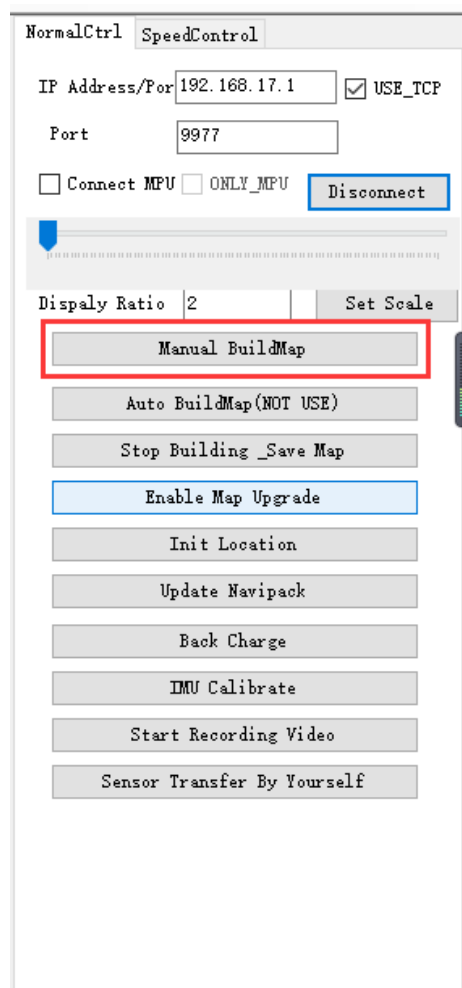 NormalCtrl SpeedControl
IP Address/Por 192.168.17.1 USE_TCP
Port 9977
Connect MPU ONLY_MPU Disconnect
Dispaly Ratio 2 Set Scale
Manual BuildMap
Auto BuildMap(NOT USE)
Stop Building _Save Map
Enable Map Upgrade
Init Location
Update Navipack
Back Charge
IMU Calibrate
Start Recording Video
Sensor Transfer By Yourself